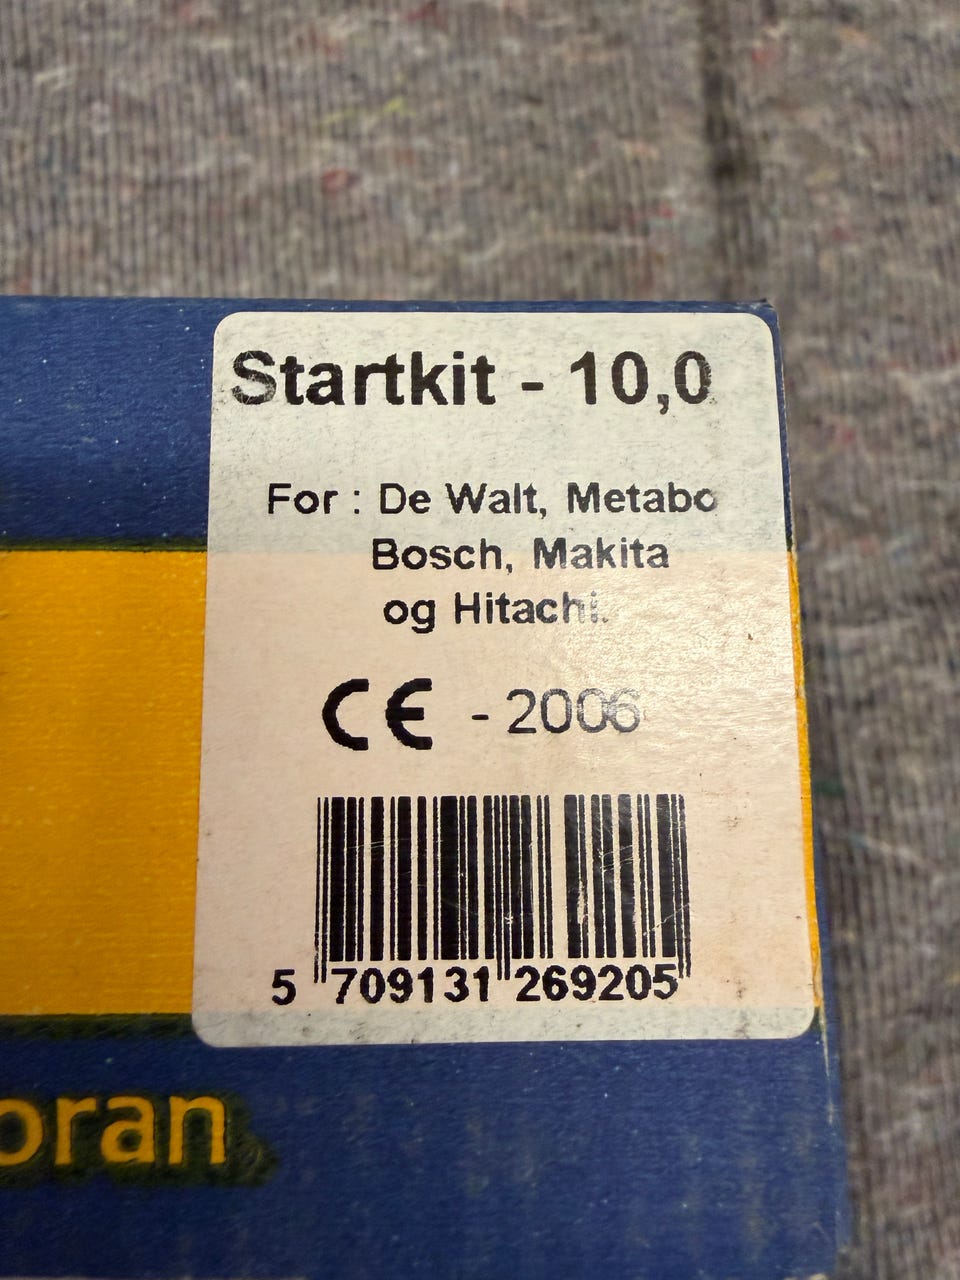 Startkit - 10,0
For : De Walt, Metabo
Bosch, Makita
og Hitachi.
CE - 2006
5 709131 269205
oran